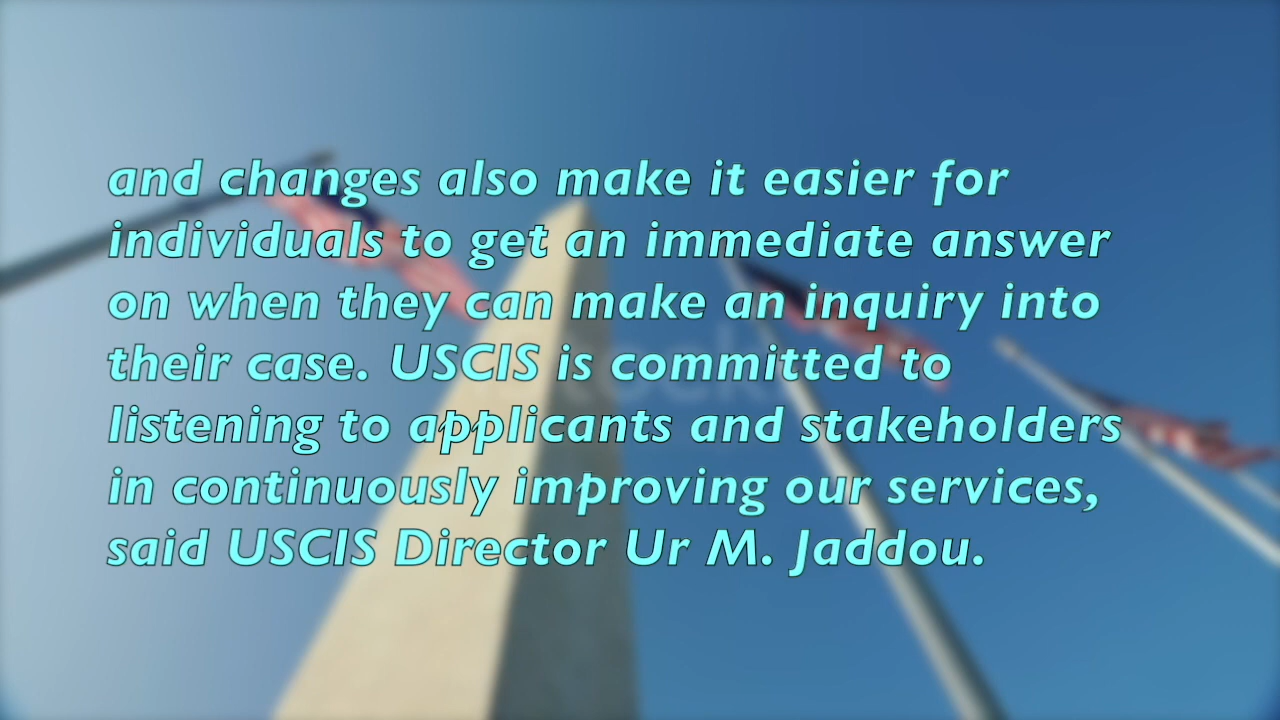 and changes also make it easier for
individuals to get an immediate answer
on when they can make an inquiry into
their case. USCIS is committed to
listening to applicants and stakeholders
in continuously improving our services,
said USCIS Director Ur M. Jaddou.